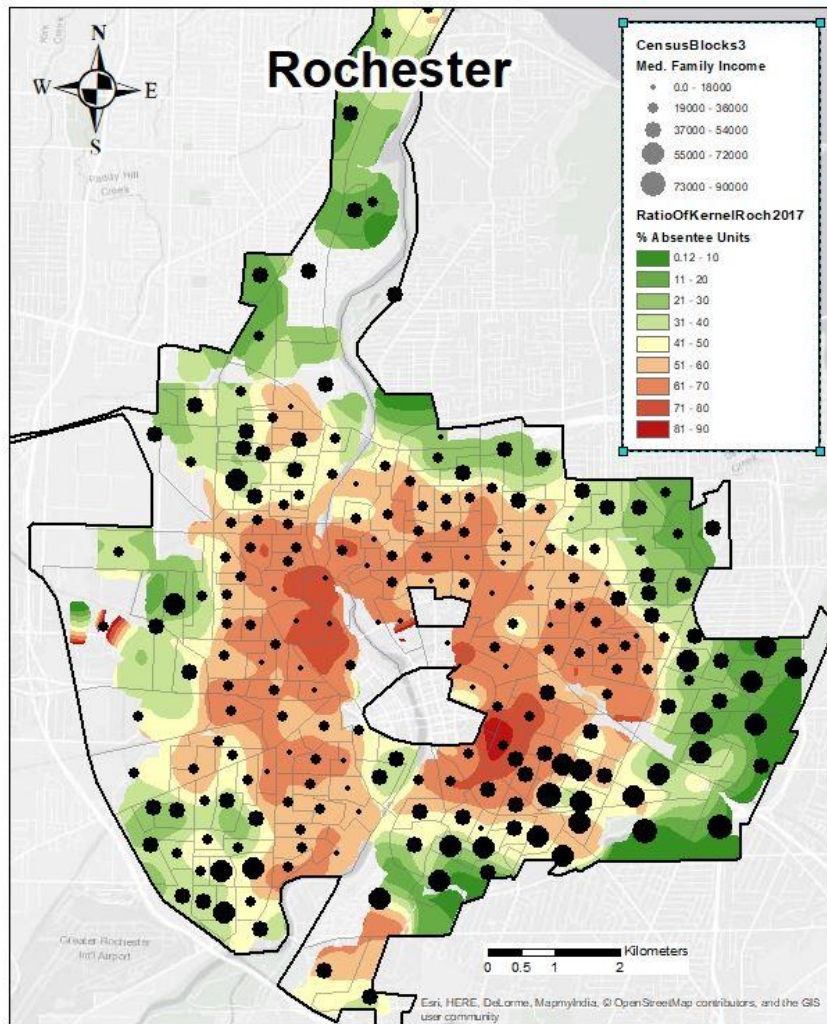 Rochester
N
W E
S
Paddy Hill
Creek
CensusBlocks3
Med. Family Income
0.0 - 18000
19000 - 36000
37000 - 54000
55000 - 72000
73000 - 90000
RatioOfKernelRoch2017
% Absentee Units
0.12 - 10
11 - 20
21 - 30
31 - 40
41 - 50
51 - 60
61 - 70
71 - 80
81 - 90
Greater Rochester
Int'l Airport
Kilometers
0 0.5 1 2
Esri, HERE, DeLorme, MapmyIndia, © OpenStreetMap contributors, and the GIS
user community